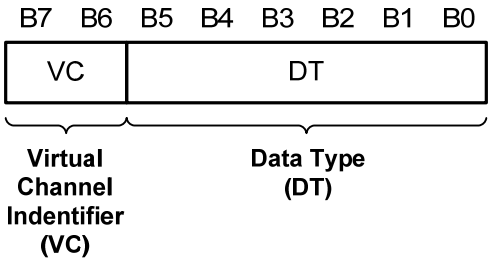 B7 B6 B5 B4 B3 B2 B1 B0
VC DT
Virtual
Channel
Indentifier
(VC)
Data Type
(DT)